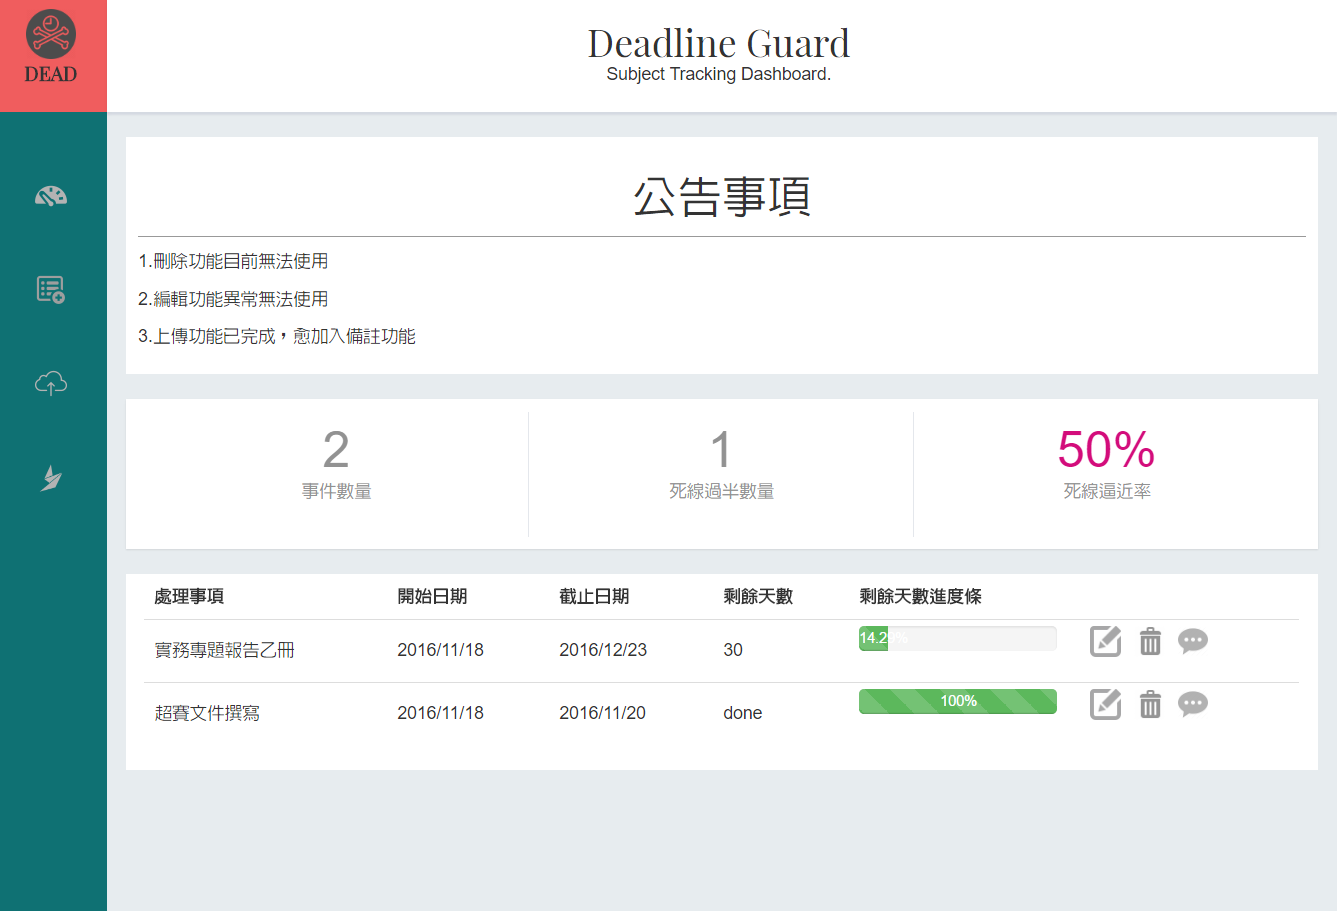 DEAD
Deadline Guard
Subject Tracking Dashboard.
公告事項
1.刪除功能目前無法使用
2.編輯功能異常無法使用
3.上傳功能已完成，愈加入備註功能
2
事件數量
1
死線過半數量
50%
死線逼近率
處理事項 開始日期 截止日期 剩餘天數 剩餘天數進度條
實務專題報告乙冊 2016/11/18 2016/12/23 30 14.29%
超賽文件撰寫 2016/11/18 2016/11/20 done 100%